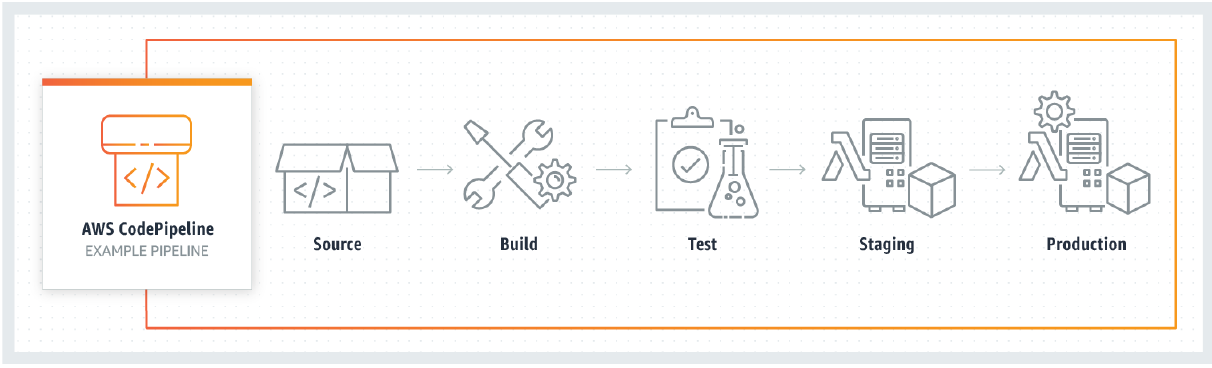 </>
AWS CodePipeline
EXAMPLE PIPELINE
</>
Source
Build
Test
Staging
Production